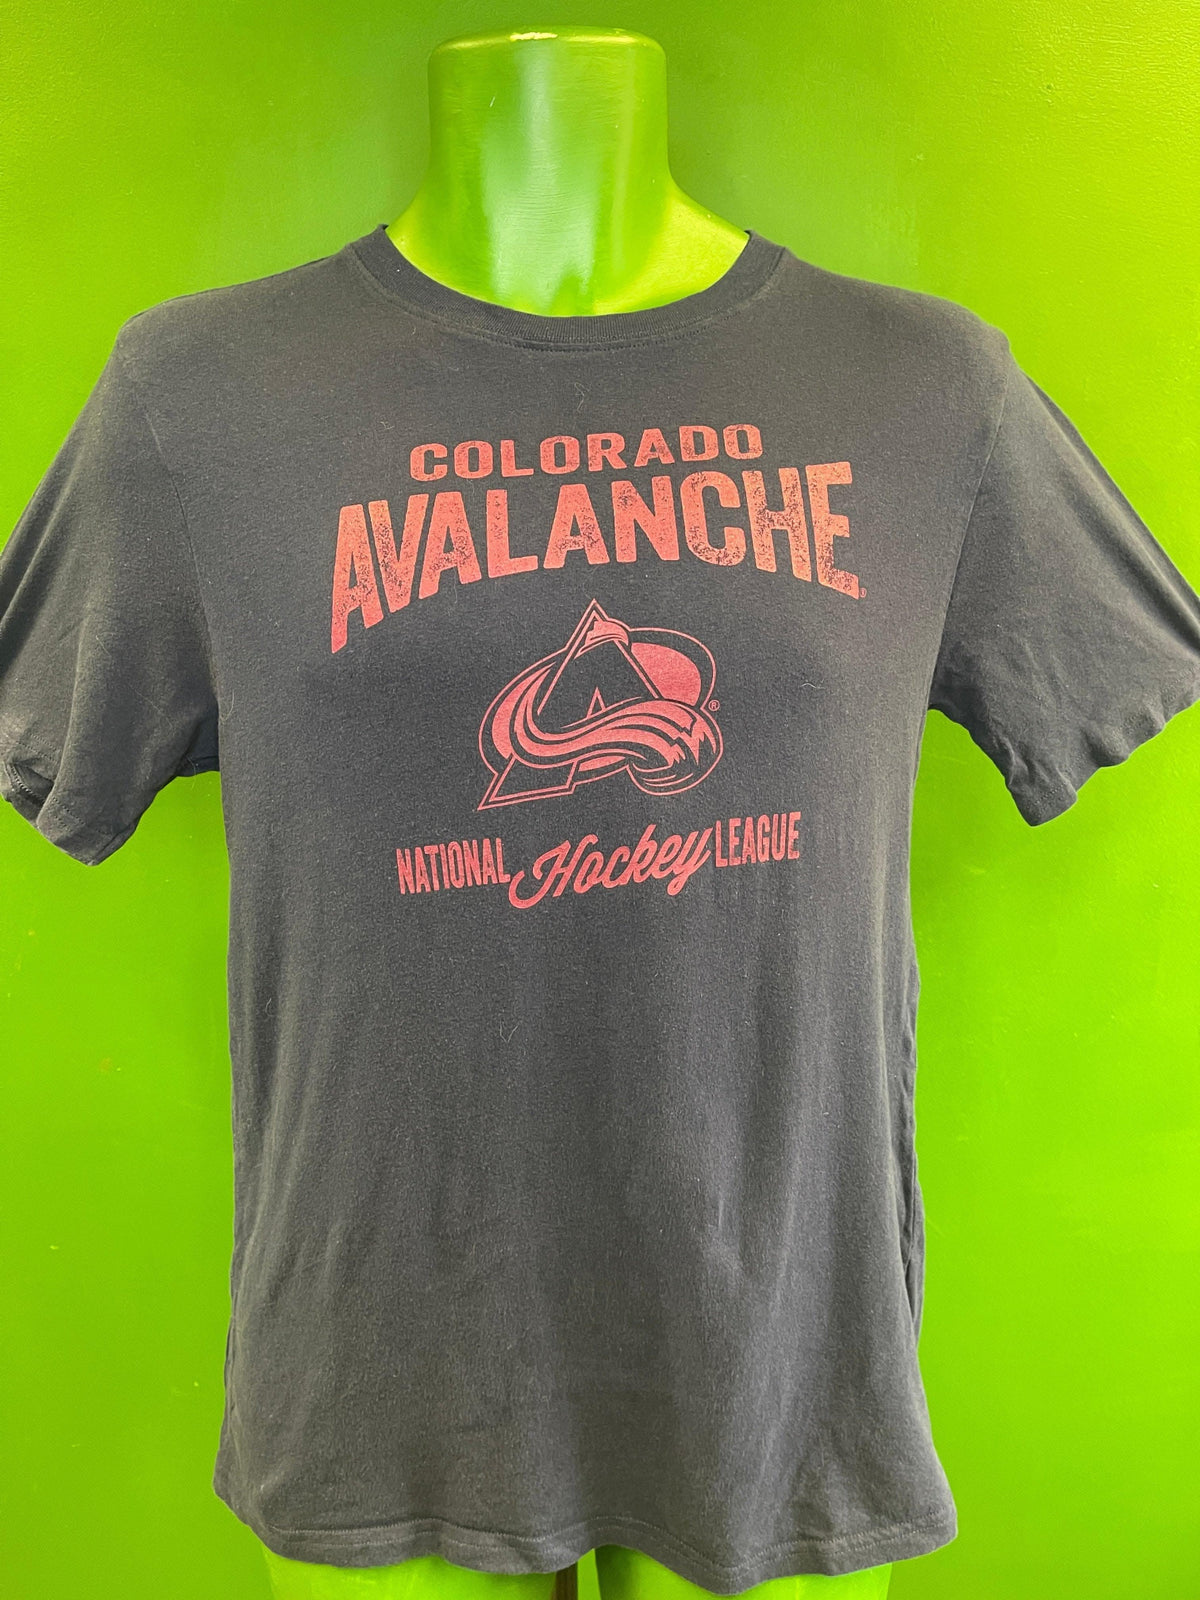 COLORADO
AVALANCHE
®
NATIONAL Hockey LEAGUE